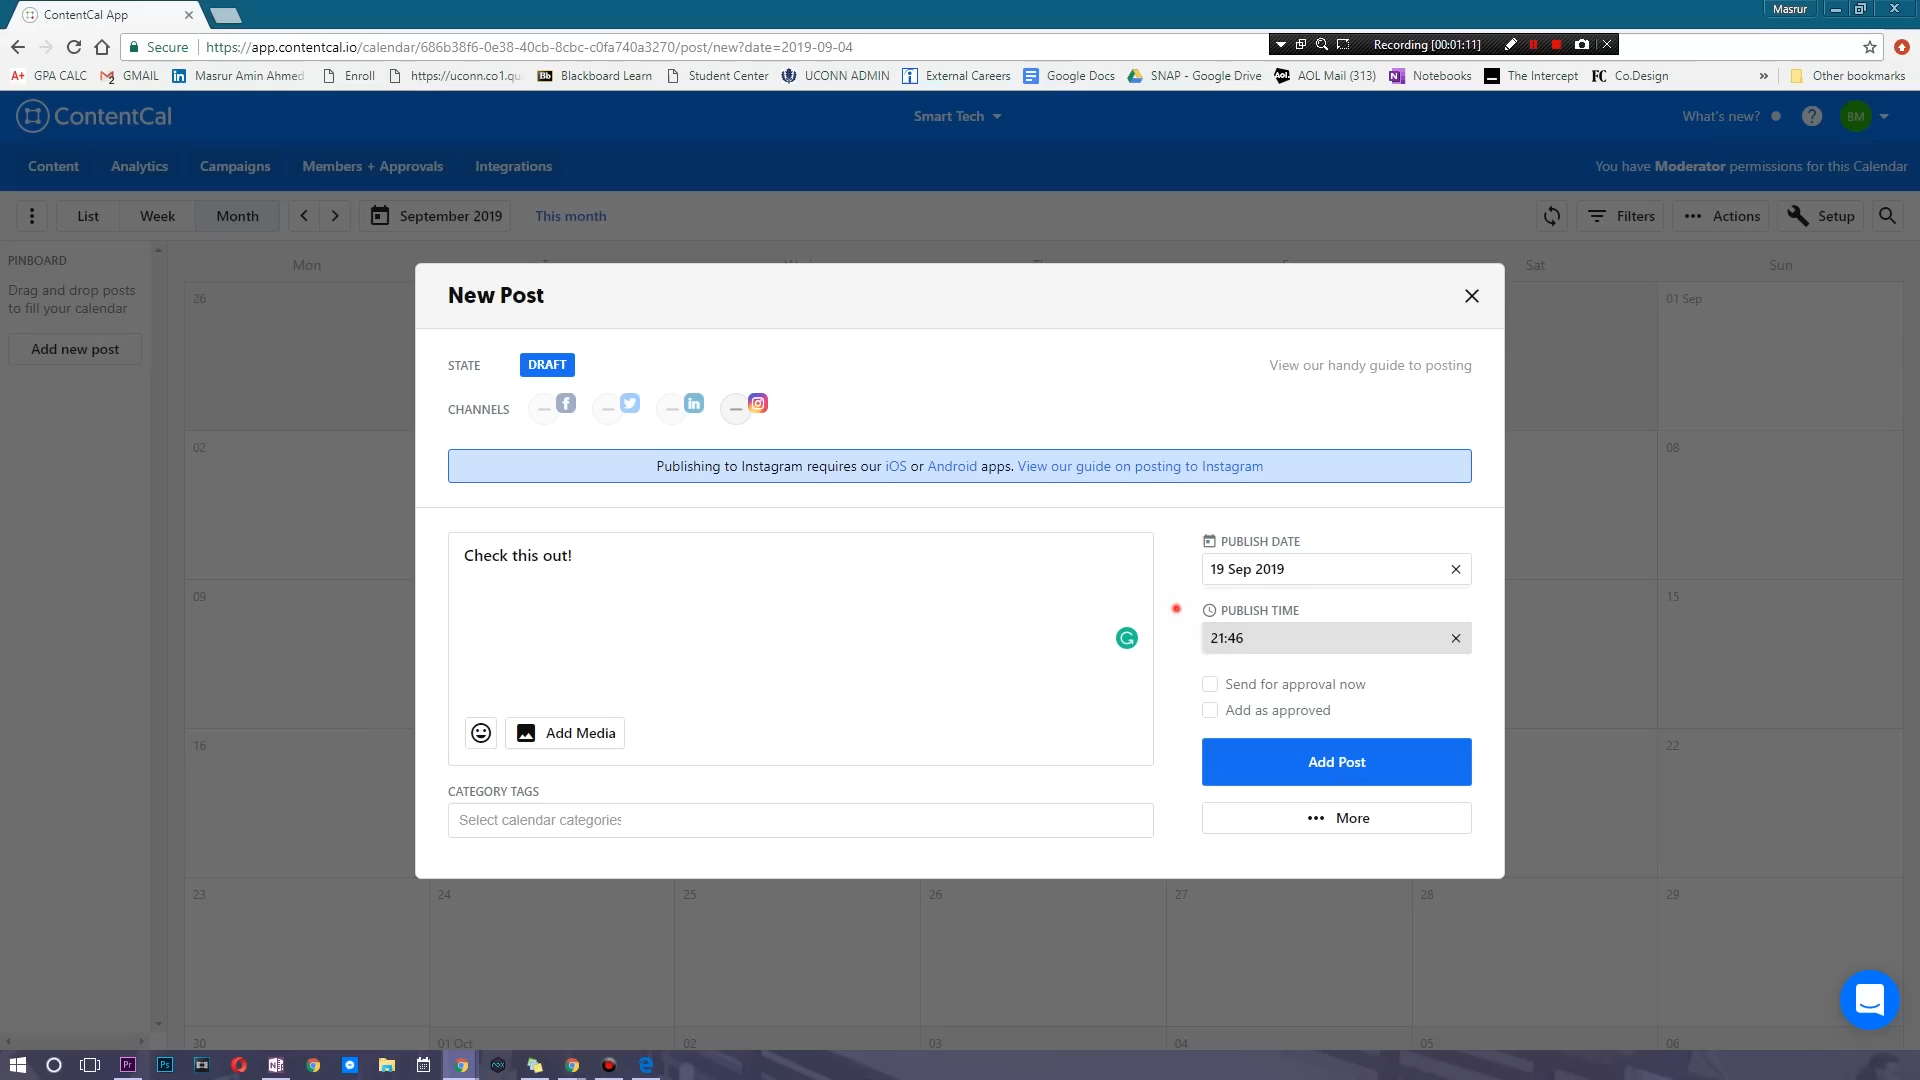 ContentCal App
Masrur
Secure
https://app.contentcal.io/calendar/686b38f6-0e38-40cb-8cbc-c0fa740a3270/post/new?date=2019-09-04
Recording [00:01:11]
A+ GPA CALC
GMAIL
Masrur Amin Ahmed
Enroll
https://uconn.co1.qu
Bb Blackboard Learn
Student Center
UCONN ADMIN
External Careers
Google Docs
SNAP - Google Drive
AOL Mail (313)
Notebooks
The Intercept
FC Co.Design
»
Other bookmarks
ContentCal
Smart Tech
What's new?
BM
Content
Analytics
Campaigns
Members + Approvals
Integrations
You have Moderator permissions for this Calendar
List
Week
Month
September 2019
This month
Filters
Actions
Setup
PINBOARD
Drag and drop posts
to fill your calendar
Add new post
Mon
Sat
Sun
26
01 Sep
02
08
09
15
16
22
23
24
25
26
27
28
29
30
01 Oct
02
03
04
05
06
New Post
STATE
DRAFT
View our handy guide to posting
CHANNELS
Publishing to Instagram requires our iOS or Android apps. View our guide on posting to Instagram
Check this out!
Add Media
CATEGORY TAGS
Select calendar categories
PUBLISH DATE
19 Sep 2019
PUBLISH TIME
21:46
Send for approval now
Add as approved
Add Post
More
Pr
Ps